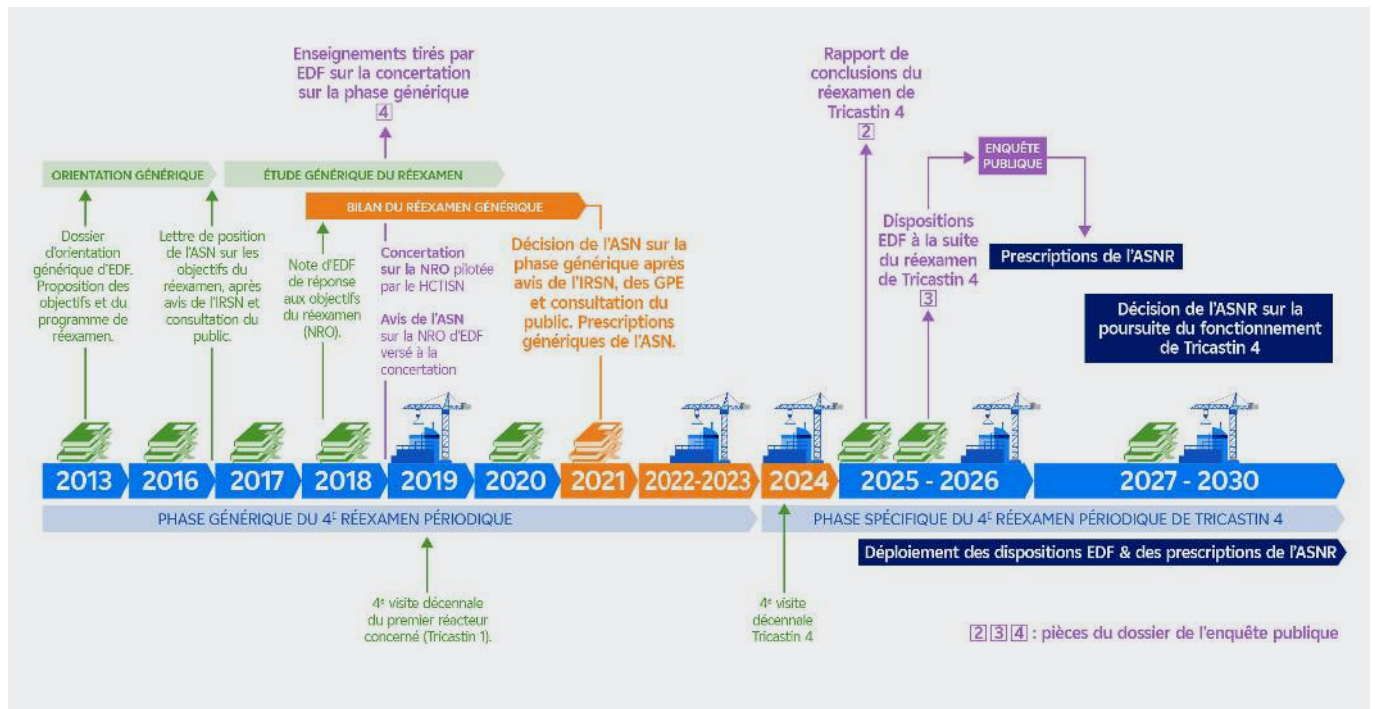 Enseignements tirés par
EDF sur la concertation
sur la phase générique
4
Rapport de
conclusions du
réexamen de
Tricastin 4
2
ENQUÊTE
PUBLIQUE
ORIENTATION GÉNÉRIQUE
ÉTUDE GÉNÉRIQUE DU RÉEXAMEN
BILAN DU RÉEXAMEN GÉNÉRIQUE
Dossier
d'orientation
générique d'EDF.
Proposition des
objectifs et du
programme de
réexamen.
Lettre de position
de l'ASN sur les
objectifs du
réexamen, après
avis de l'IRSN et
consultation du
public.
Note d'EDF
de réponse
aux objectifs
du réexamen
(NRO).
Concertation
sur la NRO pilotée
par le HCTISN
Avis de l'ASN
sur la NRO d'EDF
versé à la
concertation
Décision de l'ASN sur la
phase générique après
avis de l'IRSN, des GPE
et consultation du
public. Prescriptions
génériques de l'ASN.
Dispositions
EDF à la suite
du réexamen
de Tricastin 4
3
Prescriptions de l'ASNR
Décision de l'ASNR sur la
poursuite du fonctionnement
de Tricastin 4
2013
2016
2017
2018
2019
2020
2021
2022-2023
2024
2025 - 2026
2027 - 2030
PHASE GÉNÉRIQUE DU 4E RÉEXAMEN PÉRIODIQUE
PHASE SPÉCIFIQUE DU 4E RÉEXAMEN PÉRIODIQUE DE TRICASTIN 4
Déploiement des dispositions EDF & des prescriptions de l'ASNR
4e visite décennale
du premier réacteur
concerné (Tricastin 1).
4e visite
décennale
Tricastin 4
2 3 4 : pièces du dossier de l'enquête publique